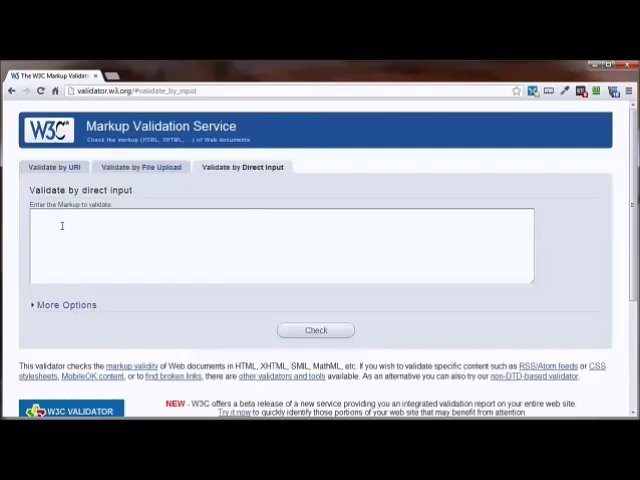 W3 The W3C Markup Validat
validator.w3.org/#validate_by_input
W3C Markup Validation Service
Check the markup (HTML, XHTML, ...) of Web documents
Validate by URI Validate by File Upload Validate by Direct Input
Validate by direct input
Enter the Markup to validate:
More Options
Check
This validator checks the markup validity of Web documents in HTML, XHTML, SMIL, MathML, etc. If you wish to validate specific content such as RSS/Atom feeds or CSS
stylesheets, MobileOK content, or to find broken links, there are other validators and tools available. As an alternative you can also try our non-DTD-based validator.
W3C VALIDATOR
NEW - W3C offers a beta release of a new service providing you an integrated validation report on your entire web site.
Try it now to quickly identify those portions of your web site that may benefit from attention.